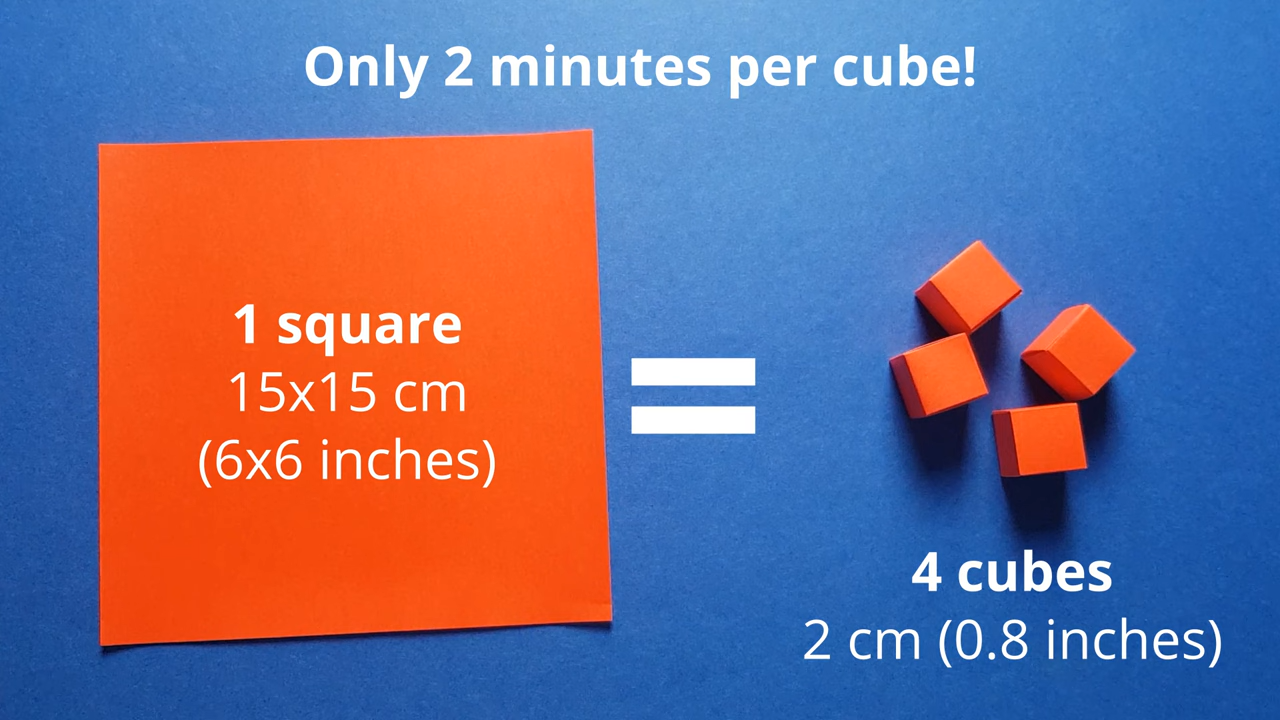 Only 2 minutes per cube!
1 square
15x15 cm
(6x6 inches)
=
4 cubes
2 cm (0.8 inches)